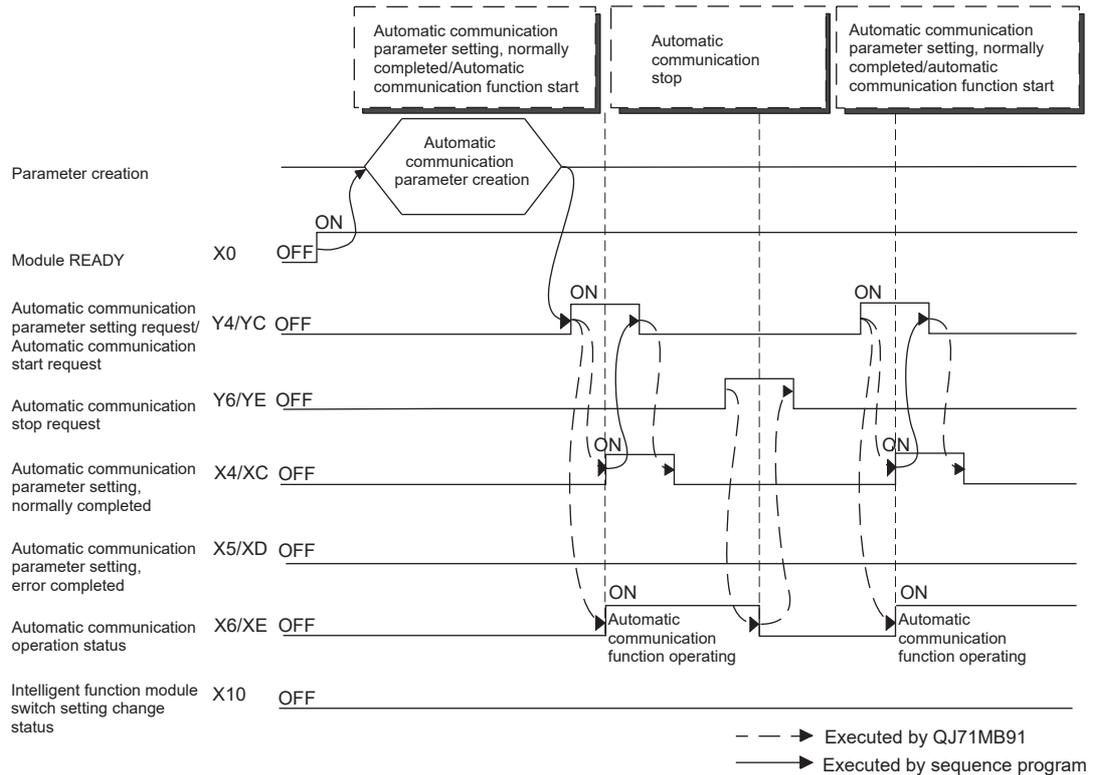 Automatic communication
parameter setting, normally
completed/Automatic
communication function start
Automatic
communication
stop
Automatic communication
parameter setting, normally
completed/automatic
communication function start
Automatic
communication
parameter creation
Parameter creation
ON
Module READY X0 OFF
ON ON
Automatic communication
parameter setting request/
Automatic communication
start request
Y4/YC OFF
Automatic communication
stop request
Y6/YE OFF
ON ON
Automatic communication
parameter setting,
normally completed
X4/XC OFF
Automatic communication
parameter setting,
error completed
X5/XD OFF
ON ON
Automatic communication
operation status
X6/XE OFF
Automatic
communication
function operating
Automatic
communication
function operating
Intelligent function module
switch setting change
status
X10 OFF
Executed by QJ71MB91
Executed by sequence program